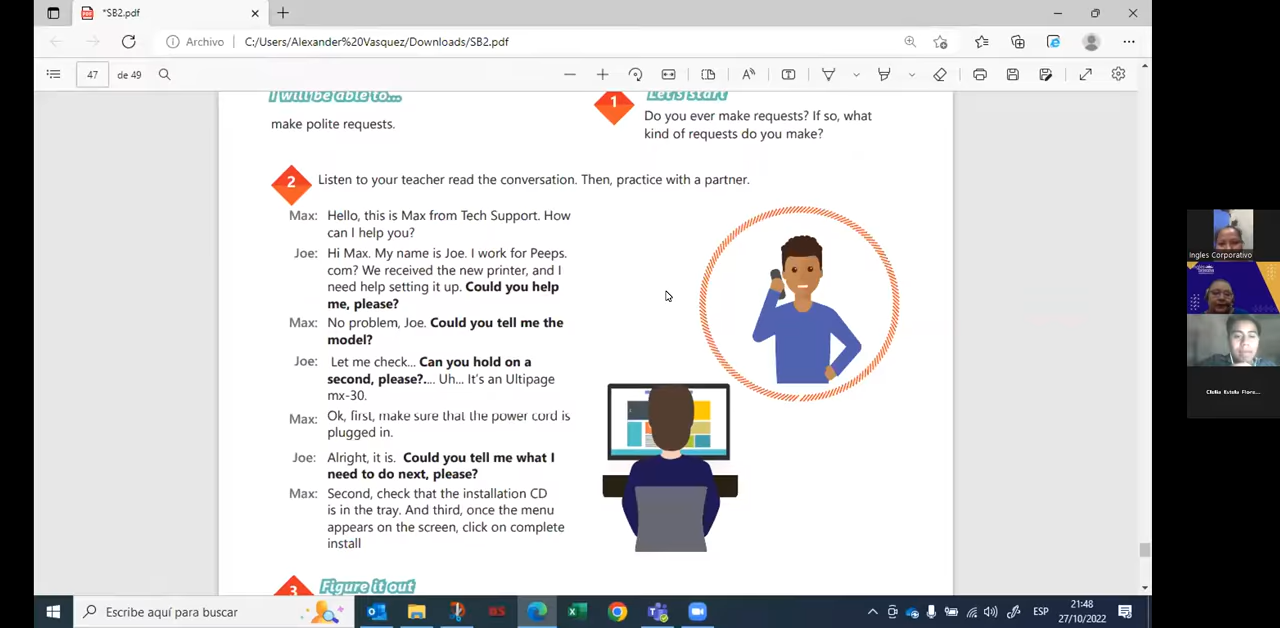 *SB2.pdf
Archivo
C:/Users/Alexander%20Vasquez/Downloads/SB2.pdf
47
de 49
I will be able to...
make polite requests.
1
Let's start
Do you ever make requests? If so, what
kind of requests do you make?
2
Listen to your teacher read the conversation. Then, practice with a partner.
Max: Hello, this is Max from Tech Support. How
can I help you?
Joe: Hi Max. My name is Joe. I work for Peeps.
com? We received the new printer, and I
need help setting it up. Could you help
me, please?
Max: No problem, Joe. Could you tell me the
model?
Joe: Let me check... Can you hold on a
second, please?.... Uh... It's an Ultipage
mx-30.
Max: Ok, first, make sure that the power cord is
plugged in.
Joe: Alright, it is. Could you tell me what I
need to do next, please?
Max: Second, check that the installation CD
is in the tray. And third, once the menu
appears on the screen, click on complete
install
3
Figure it out
Ingles Corporativo
Escribe aquí para buscar
ESP
21:48
27/10/2022